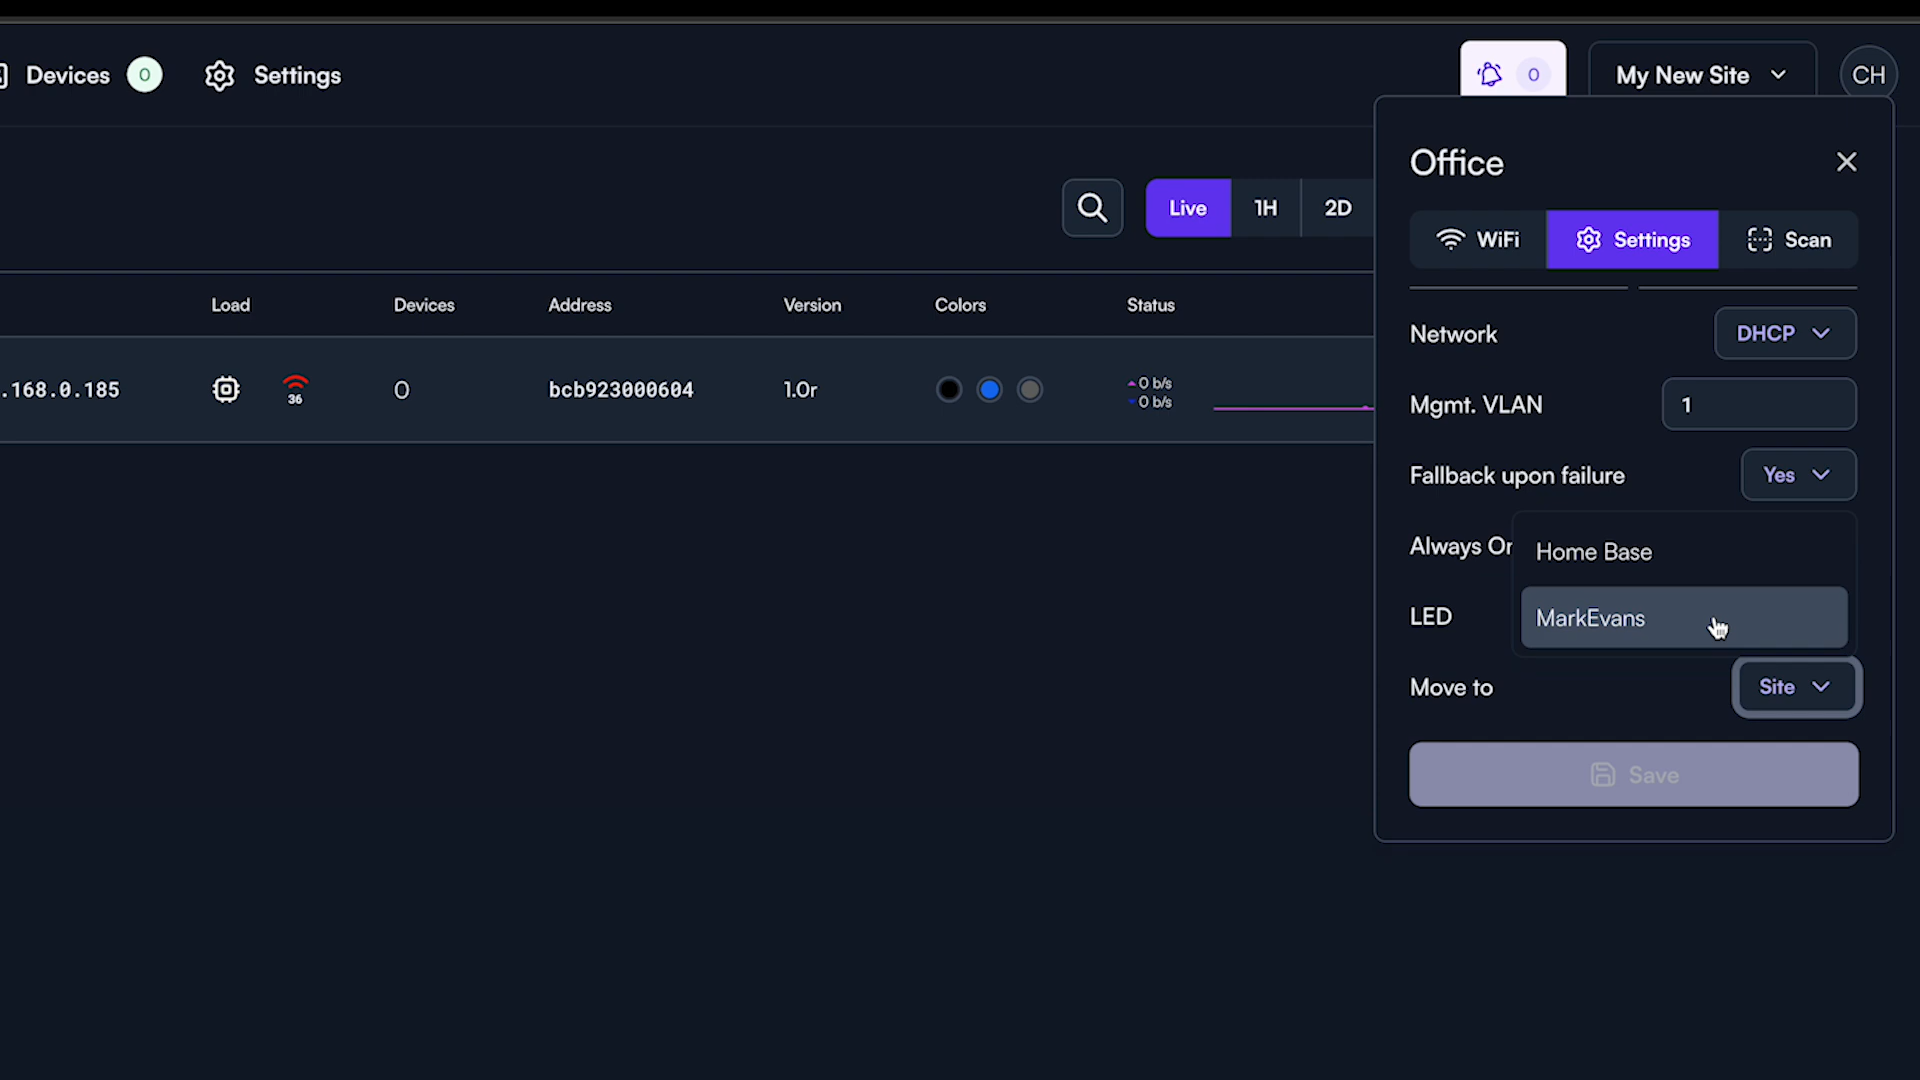 Devices 0 Settings 0 My New Site CH
Office
Live 1H 2D
WiFi Settings Scan
Load Devices Address Version Colors Status
Network DHCP
.168.0.185 36 0 bcb923000604 1.0r 0 b/s
0 b/s
Mgmt. VLAN 1
Fallback upon failure Yes
Always On
Home Base
LED
MarkEvans
Move to Site
Save